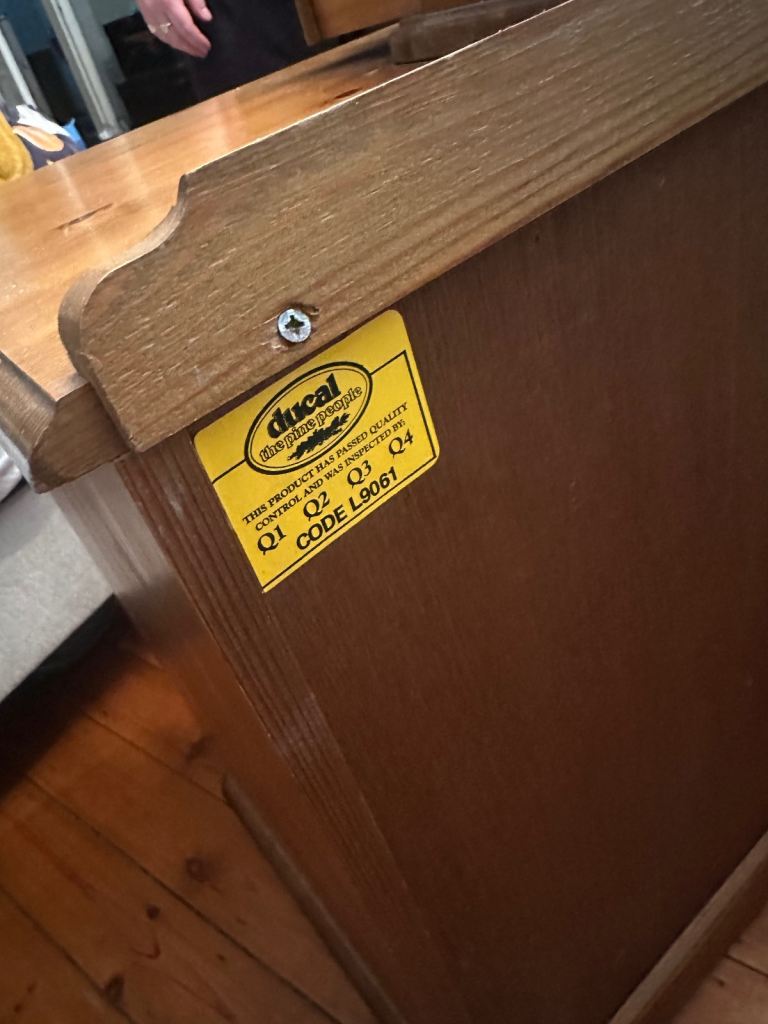 ducal
the pine people
THIS PRODUCT HAS PASSED QUALITY
CONTROL AND WAS INSPECTED BY:
Q1 Q2 Q3 Q4
CODE L9061